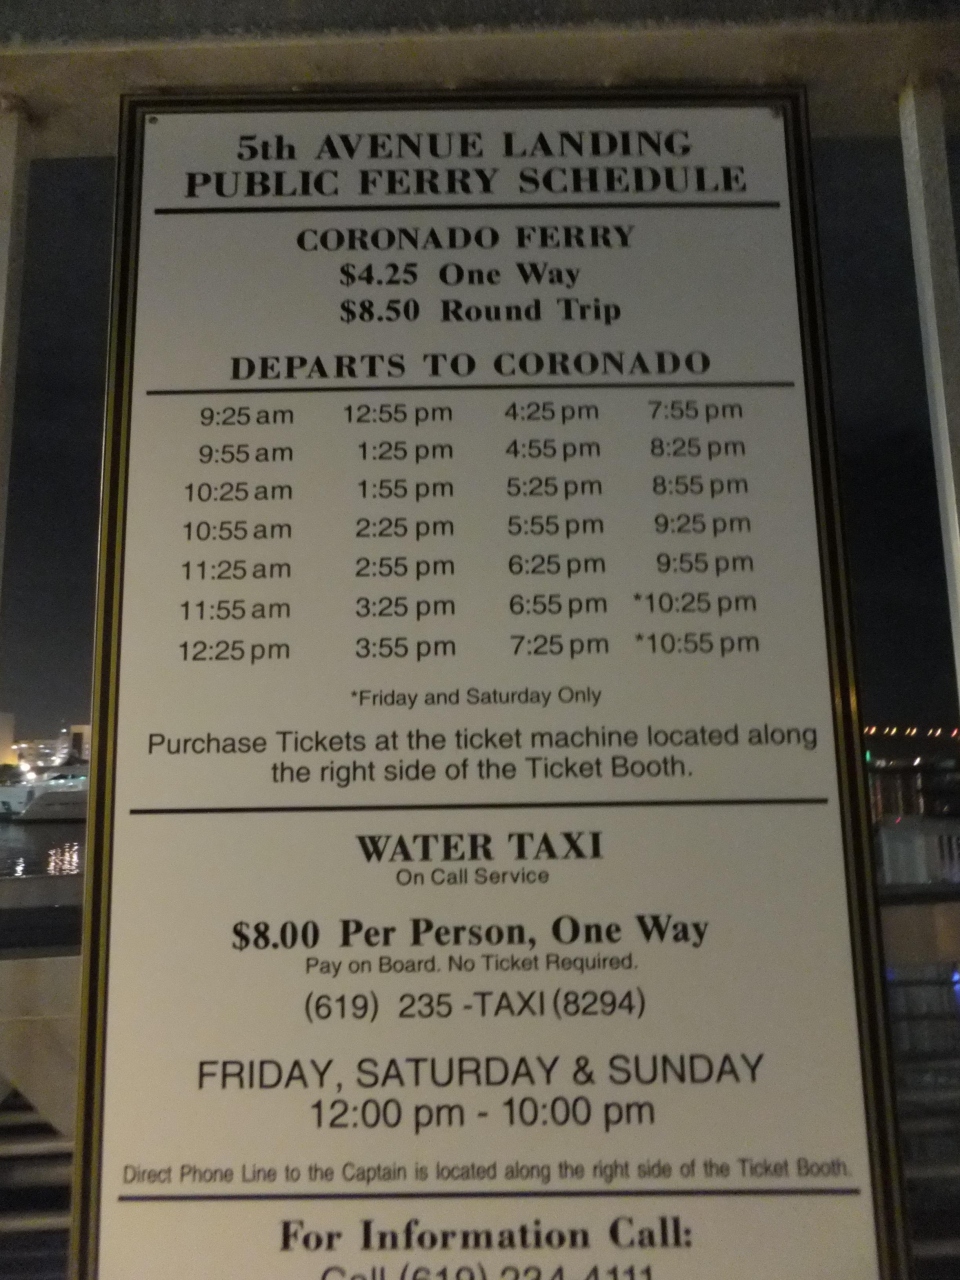 5th AVENUE LANDING
PUBLIC FERRY SCHEDULE
CORONADO FERRY
$4.25 One Way
$8.50 Round Trip
DEPARTS TO CORONADO
9:25 am 12:55 pm 4:25 pm 7:55 pm
9:55 am 1:25 pm 4:55 pm 8:25 pm
10:25 am 1:55 pm 5:25 pm 8:55 pm
10:55 am 2:25 pm 5:55 pm 9:25 pm
11:25 am 2:55 pm 6:25 pm 9:55 pm
11:55 am 3:25 pm 6:55 pm *10:25 pm
12:25 pm 3:55 pm 7:25 pm *10:55 pm
*Friday and Saturday Only
Purchase Tickets at the ticket machine located along
the right side of the Ticket Booth.
WATER TAXI
On Call Service
$8.00 Per Person, One Way
Pay on Board. No Ticket Required.
(619) 235 -TAXI (8294)
FRIDAY, SATURDAY & SUNDAY
12:00 pm - 10:00 pm
Direct Phone Line to the Captain is located along the right side of the Ticket Booth.
For Information Call:
Call (619) 234-4111